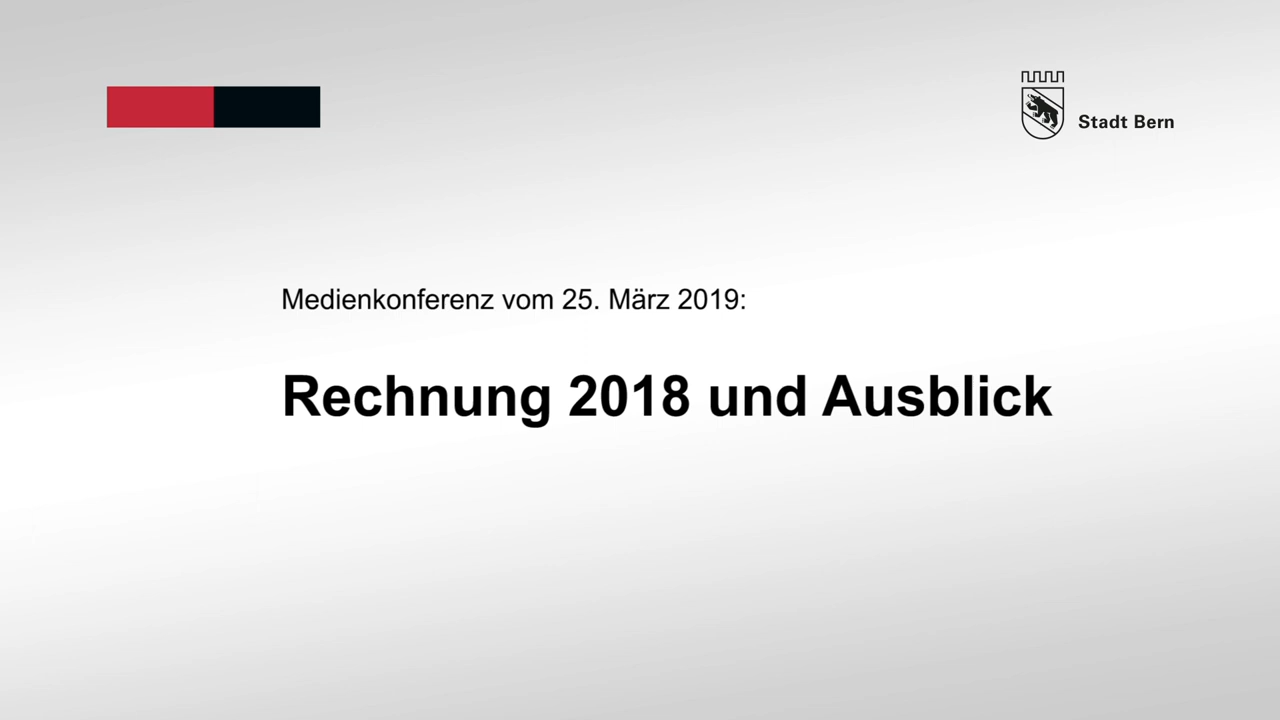 Stadt Bern
Medienkonferenz vom 25. März 2019:
Rechnung 2018 und Ausblick